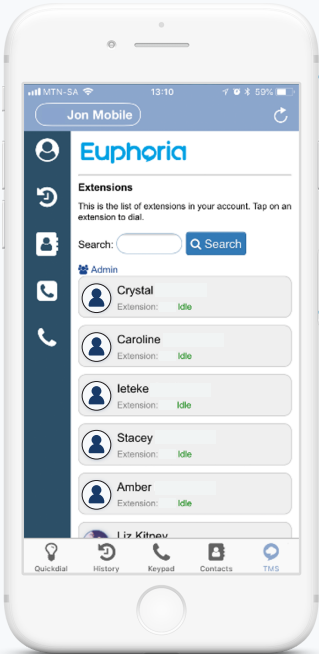 MTN-SA 13:10 59%
Jon Mobile
Euphoria
Extensions
This is the list of extensions in your account. Tap on an
extension to dial.
Search: Search
Admin
Crystal
Extension: Idle
Caroline
Extension: Idle
Ieteke
Extension: Idle
Stacey
Extension: Idle
Amber
Extension: Idle
Liz Kitney
Quickdial History Keypad Contacts TMS